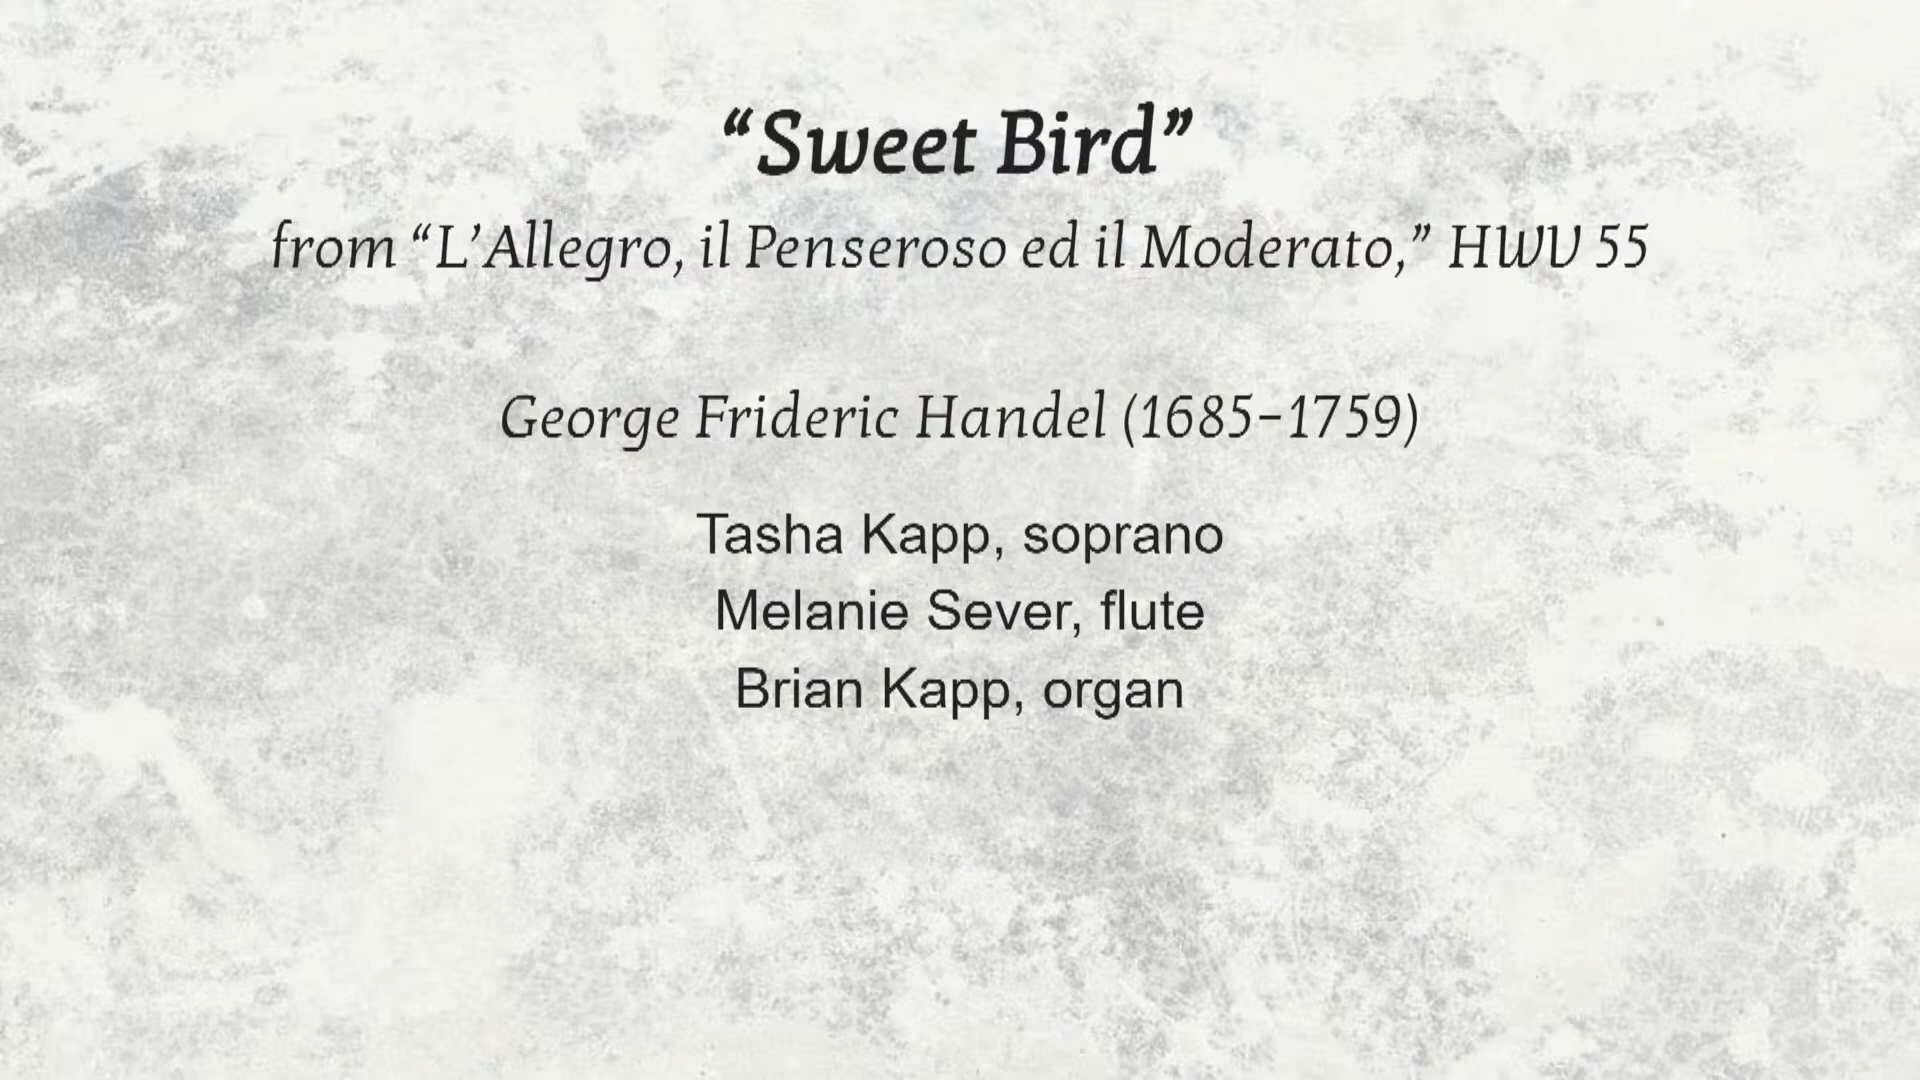 “Sweet Bird”
from “L’Allegro, il Penseroso ed il Moderato,” HWV 55
George Frideric Handel (1685–1759)
Tasha Kapp, soprano
Melanie Sever, flute
Brian Kapp, organ